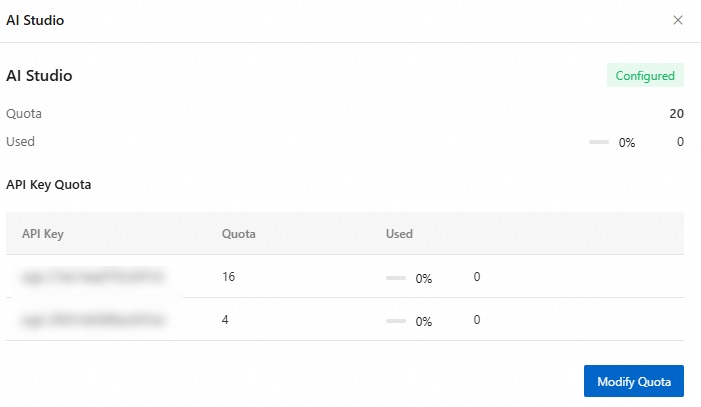 AI Studio
AI Studio
Configured
Quota 20
Used 0% 0
API Key Quota
API Key Quota Used
16 0% 0
4 0% 0
Modify Quota